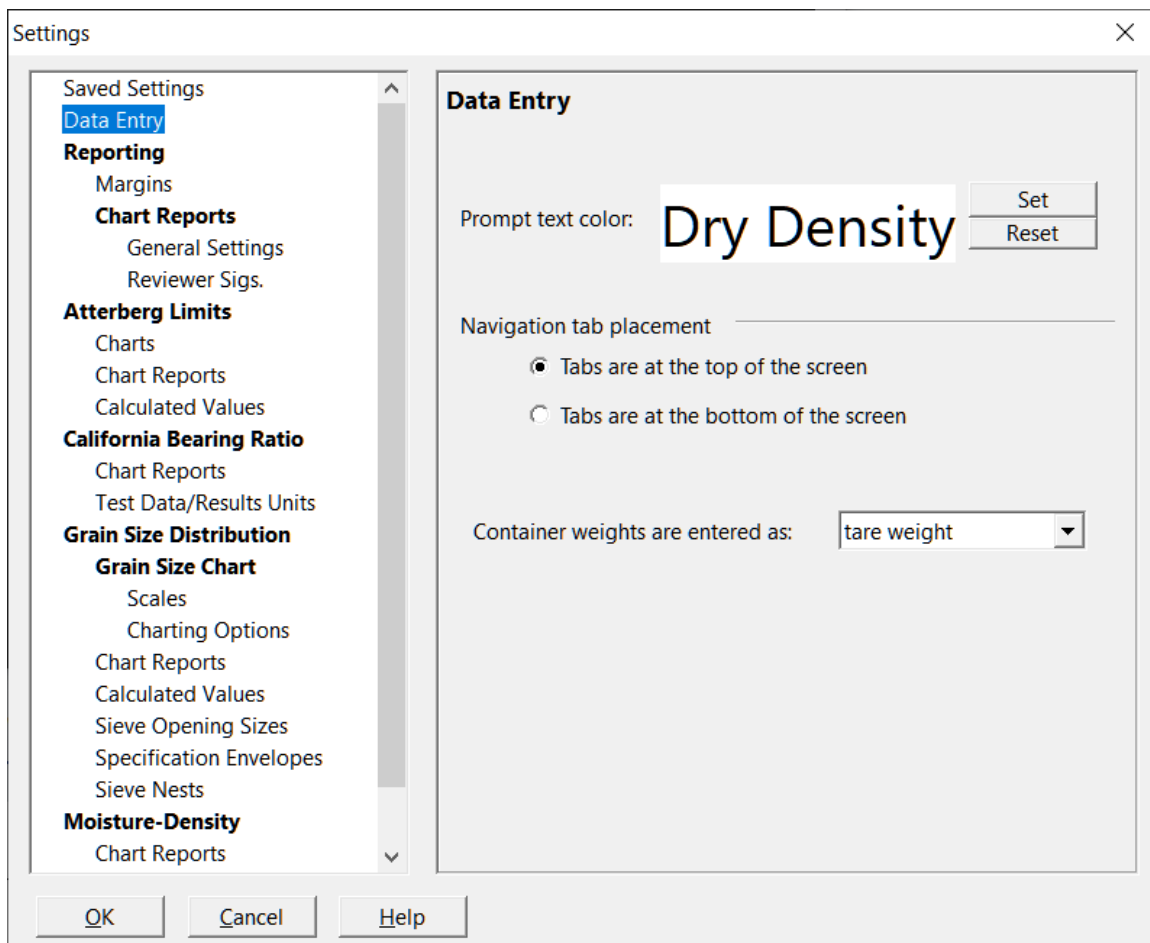 Settings
Saved Settings
Data Entry
Reporting
Margins
Chart Reports
General Settings
Reviewer Sigs.
Atterberg Limits
Charts
Chart Reports
Calculated Values
California Bearing Ratio
Chart Reports
Test Data/Results Units
Grain Size Distribution
Grain Size Chart
Scales
Charting Options
Chart Reports
Calculated Values
Sieve Opening Sizes
Specification Envelopes
Sieve Nests
Moisture-Density
Chart Reports
Data Entry
Prompt text color:
Dry Density
Set
Reset
Navigation tab placement
Tabs are at the top of the screen
Tabs are at the bottom of the screen
Container weights are entered as:
tare weight
OK
Cancel
Help